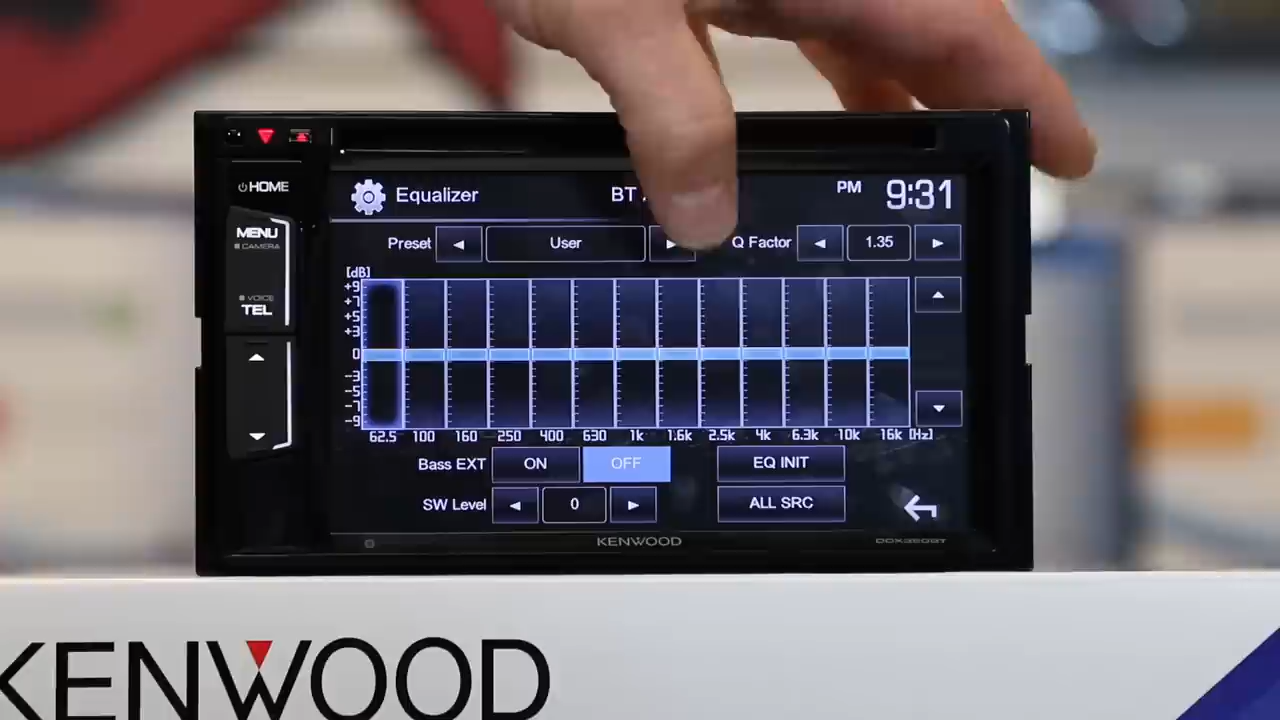 HOME
Equalizer BT PM 9:31
MENU
CAMERA
Preset User Q Factor 1.35
VOICE
TEL
[dB]
+9
+7
+5
+3
0
-3
-5
-7
-9
62.5 100 160 250 400 630 1k 1.6k 2.5k 4k 6.3k 10k 16k [Hz]
Bass EXT ON OFF EQ INIT
SW Level 0 ALL SRC
KENWOOD
KENWOOD